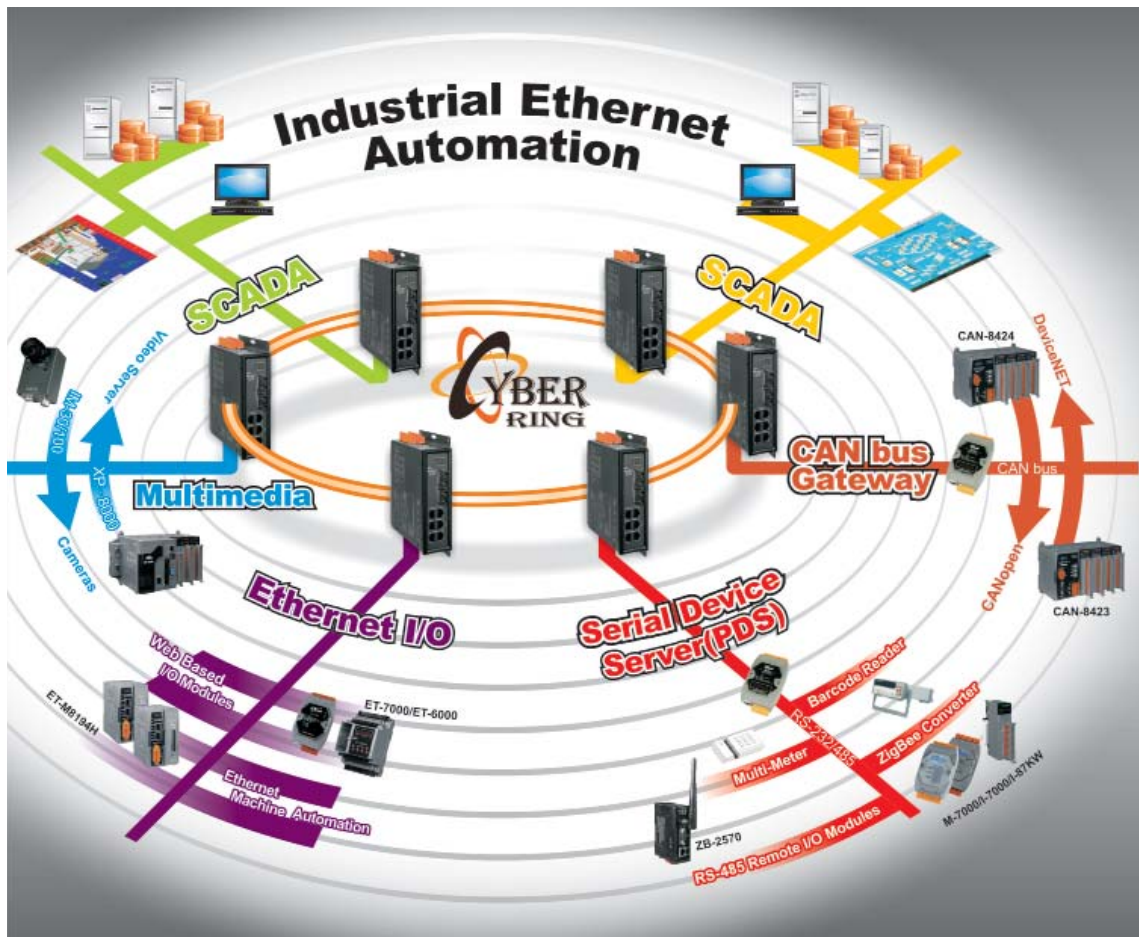 Industrial Ethernet
Automation
SCADA
SCADA
CYBER
RING
Video Server
IM-30/100
XP-8000
Cameras
Multimedia
CAN-8424
DeviceNET
CAN bus
Gateway
CAN bus
CANopen
CAN-8423
Ethernet I/O
Web Based
I/O Modules
ET-M8194H
ET-7000/ET-6000
Ethernet
Machine Automation
Serial Device
Server(PDS)
Barcode Reader
RS-232/485
Multi-Meter
ZigBee Converter
M-7000/I-7000/I-87KW
ZB-2570
RS-485 Remote I/O Modules